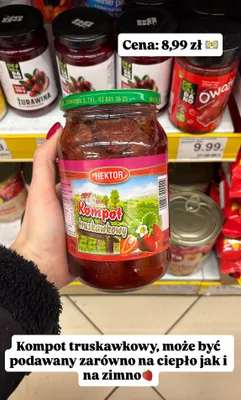 Cena: 8,99 zł 💵
ŻURAWINA
OWOC
9.99
HEKTOR
Kompot
truskawkowy
Kompot truskawkowy, może być
podawany zarówno na ciepło jak i
na zimno🍓